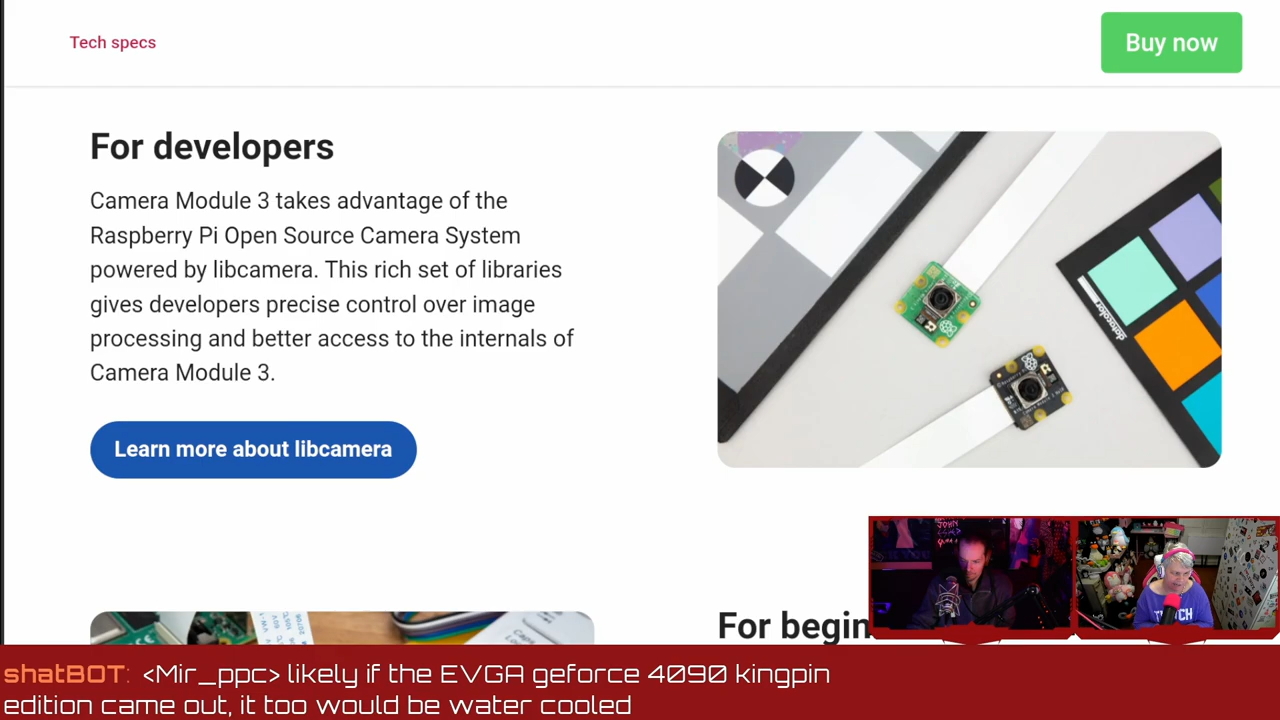 Tech specs
Buy now
For developers
Camera Module 3 takes advantage of the
Raspberry Pi Open Source Camera System
powered by libcamera. This rich set of libraries
gives developers precise control over image
processing and better access to the internals of
Camera Module 3.
Learn more about libcamera
datacolor
For begin
JOHN
shatBOT: <Mir_ppc> likely if the EVGA geforce 4090 kingpin
edition came out, it too would be water cooled